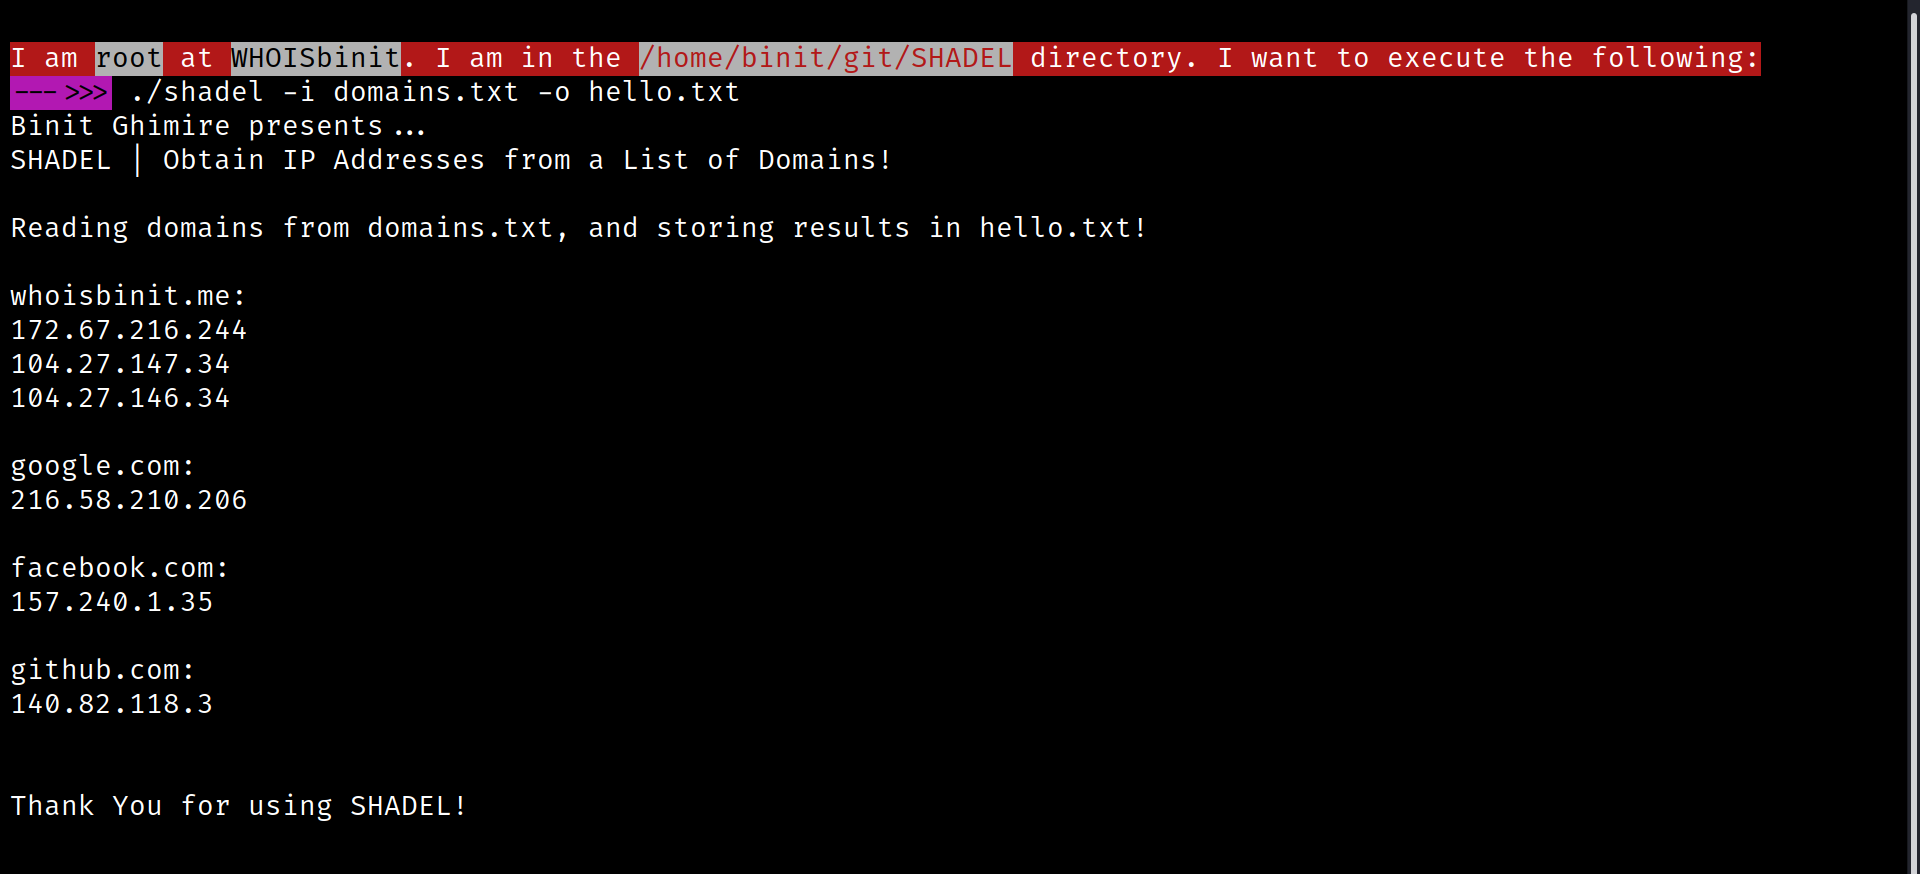 I am root at WHOISbinit. I am in the /home/binit/git/SHADEL directory. I want to execute the following:
--->>> ./shadel -i domains.txt -o hello.txt
Binit Ghimire presents...
SHADEL | Obtain IP Addresses from a List of Domains!
Reading domains from domains.txt, and storing results in hello.txt!
whoisbinit.me:
172.67.216.244
104.27.147.34
104.27.146.34
google.com:
216.58.210.206
facebook.com:
157.240.1.35
github.com:
140.82.118.3
Thank You for using SHADEL!